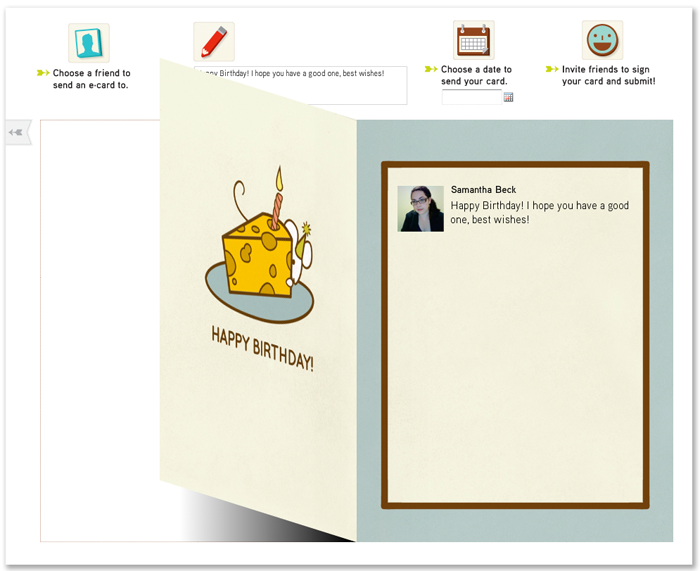 Choose a friend to
send an e-card to.
Happy Birthday! I hope you have a good one, best wishes!
Choose a date to
send your card.
Invite friends to sign
your card and submit!
HAPPY BIRTHDAY!
Samantha Beck
Happy Birthday! I hope you have a good
one, best wishes!